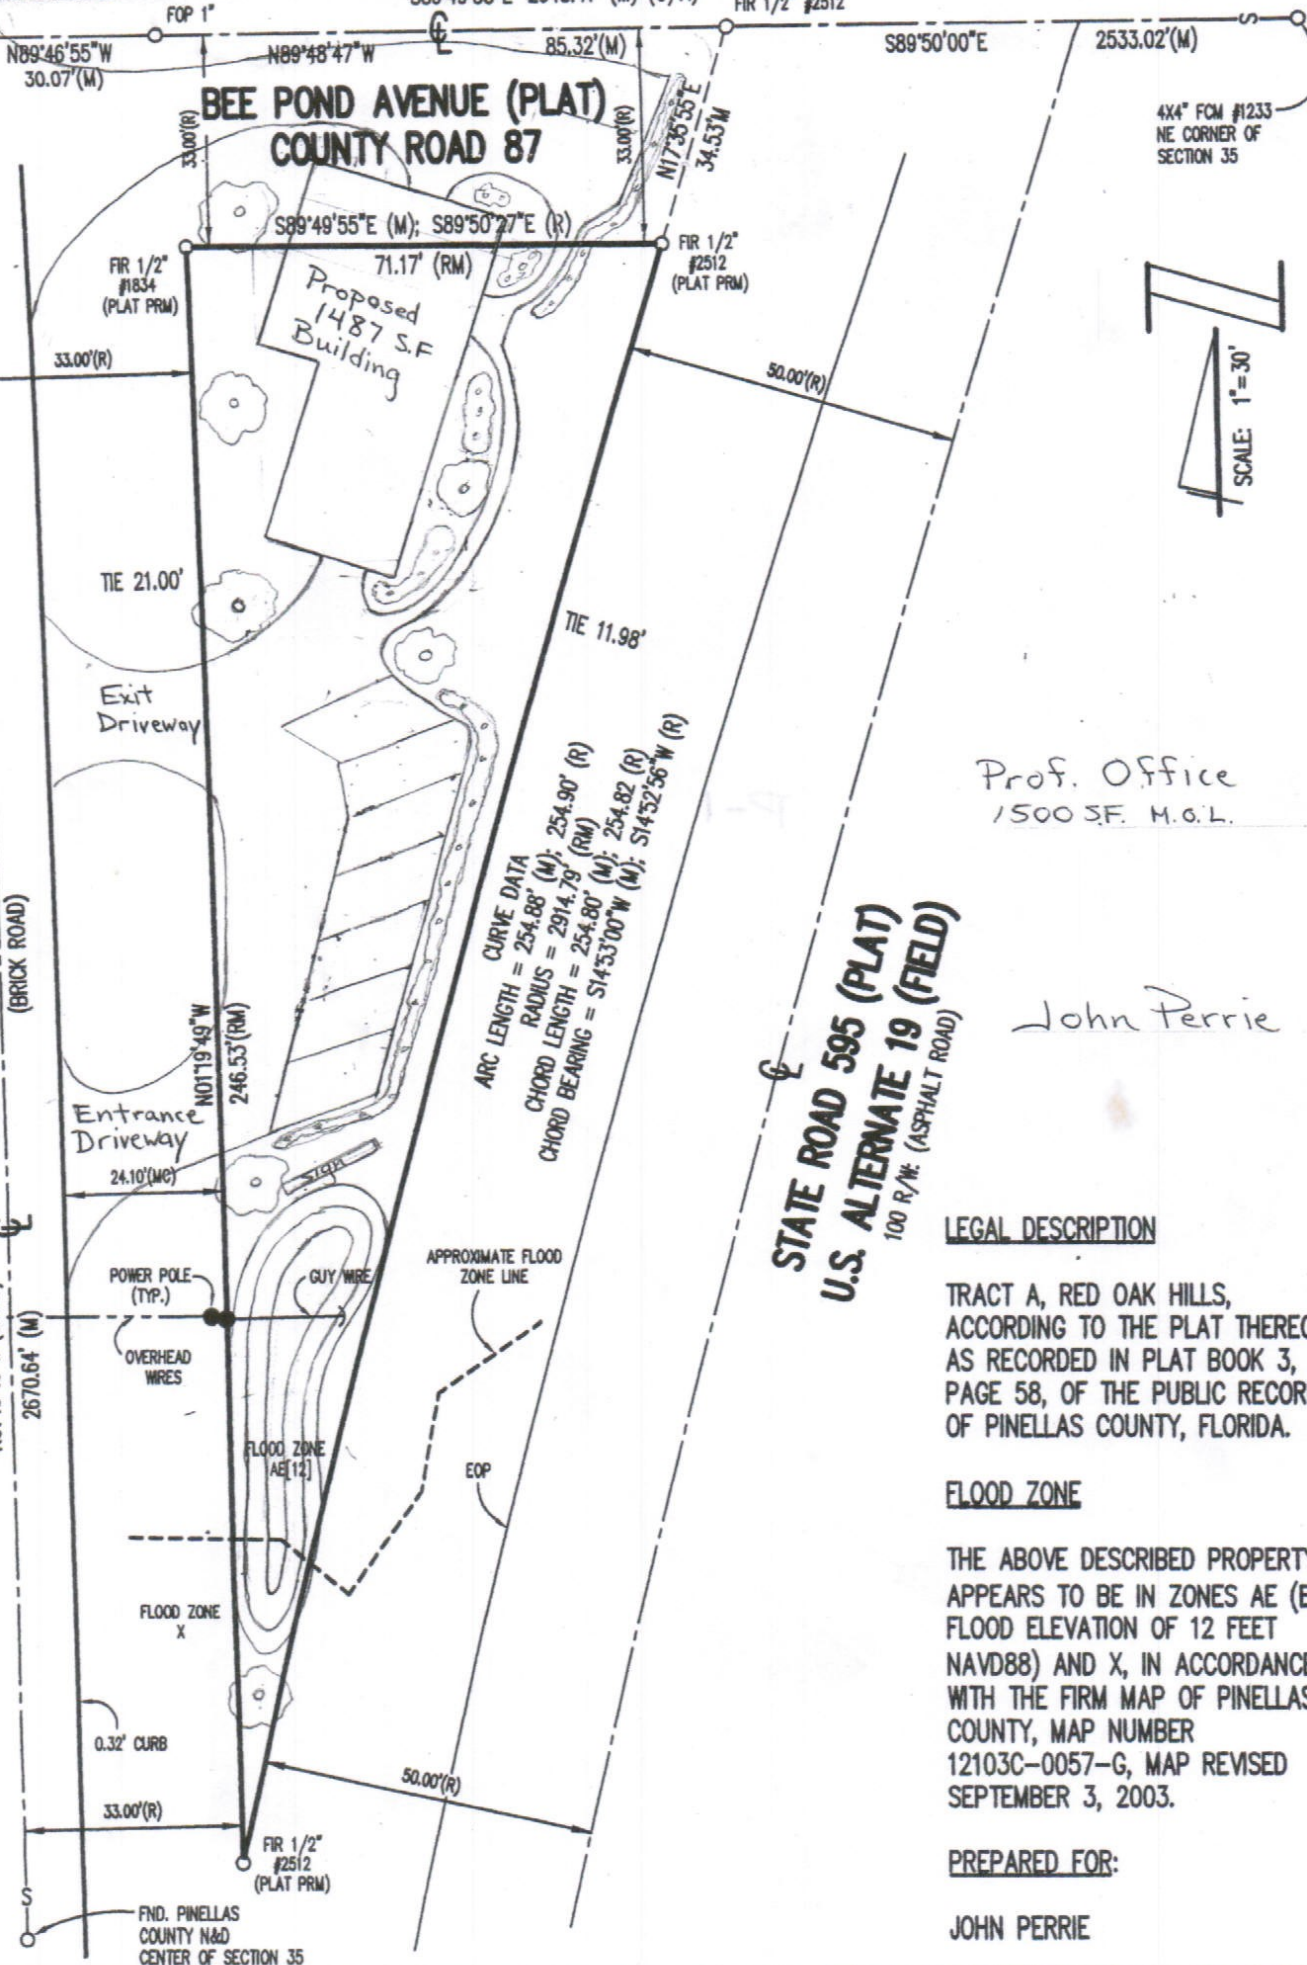 FOP 1"
FIR 1/2" #2512
N89°46'55"W
30.07'(M)
N89°48'47"W
85.32'(M)
S89°50'00"E
2533.02'(M)
S
4X4" FCM #1233
NE CORNER OF
SECTION 35
BEE POND AVENUE (PLAT)
COUNTY ROAD 87
33.00'(R)
33.00'(R)
N17°35'55"E
34.53'M
S89°49'55"E (M); S89°50'27"E (R)
71.17' (RM)
FIR 1/2"
#1834
(PLAT PRM)
FIR 1/2"
#2512
(PLAT PRM)
Proposed
1487 S.F
Building
33.00'(R)
50.00'(R)
SCALE: 1"=30'
TIE 21.00'
TIE 11.98'
Exit
Driveway
Prof. Office
1500 S.F. M.O.L.
John Perrie
CURVE DATA
ARC LENGTH = 254.88' (M); 254.90' (R)
RADIUS = 2914.79' (RM)
CHORD LENGTH = 254.80' (M); 254.82 (R)
CHORD BEARING = S14°53'00"W (M); S14°52'56"W (R)
(BRICK ROAD)
N01°19'49"W
246.53'(RM)
STATE ROAD 595 (PLAT)
U.S. ALTERNATE 19 (FIELD)
100 R/W: (ASPHALT ROAD)
Entrance
Driveway
24.10'(MC)
Sign
POWER POLE
(TYP.)
GUY WIRE
OVERHEAD
WIRES
2670.64' (M)
APPROXIMATE FLOOD
ZONE LINE
FLOOD ZONE
AE[12]
EOP
FLOOD ZONE
X
0.32' CURB
33.00'(R)
50.00'(R)
FIR 1/2"
#2512
(PLAT PRM)
S
FND. PINELLAS
COUNTY N&D
CENTER OF SECTION 35
LEGAL DESCRIPTION
TRACT A, RED OAK HILLS,
ACCORDING TO THE PLAT THEREO
AS RECORDED IN PLAT BOOK 3,
PAGE 58, OF THE PUBLIC RECOR
OF PINELLAS COUNTY, FLORIDA.
FLOOD ZONE
THE ABOVE DESCRIBED PROPERTY
APPEARS TO BE IN ZONES AE (B
FLOOD ELEVATION OF 12 FEET
NAVD88) AND X, IN ACCORDANCE
WITH THE FIRM MAP OF PINELLAS
COUNTY, MAP NUMBER
12103C-0057-G, MAP REVISED
SEPTEMBER 3, 2003.
PREPARED FOR:
JOHN PERRIE